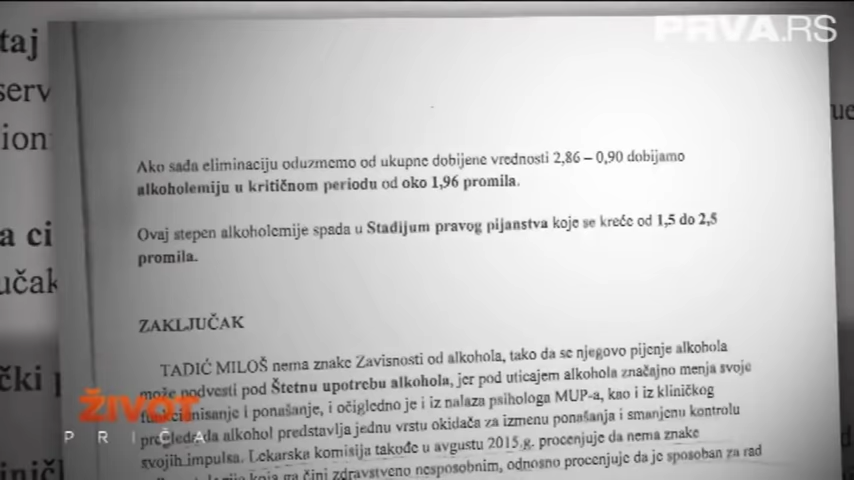 PRVA.RS
taj
serv
ion
a ci
učak
čki p
inič
Ako sada eliminaciju oduzmemo od ukupne dobijene vrednosti 2,86 – 0,90 dobijamo
alkoholemiju u kritičnom periodu od oko 1,96 promila.
Ovaj stepen alkoholemije spada u Stadijum pravog pijanstva koje se kreće od 1,5 do 2,5
promila.
ZAKLJUČAK
TADIĆ MILOŠ nema znake Zavisnosti od alkohola, tako da se njegovo pijenje alkohola
može podvesti pod Štetnu upotrebu alkohola, jer pod uticajem alkohola značajno menja svoje
funkcionisanje i ponašanje, i očigledno je i iz nalaza psihologa MUP-a, kao i iz kliničkog
pregleda da alkohol predstavlja jednu vrstu okidača za izmenu ponašanja i smanjenu kontrolu
svojih impulsa. Lekarska komisija takođe u avgustu 2015.g. procenjuje da nema znake
koja ga čini zdravstveno nesposobnim, odnosno procenjuje da je sposoban za rad
ŽIVOT
PRIČA